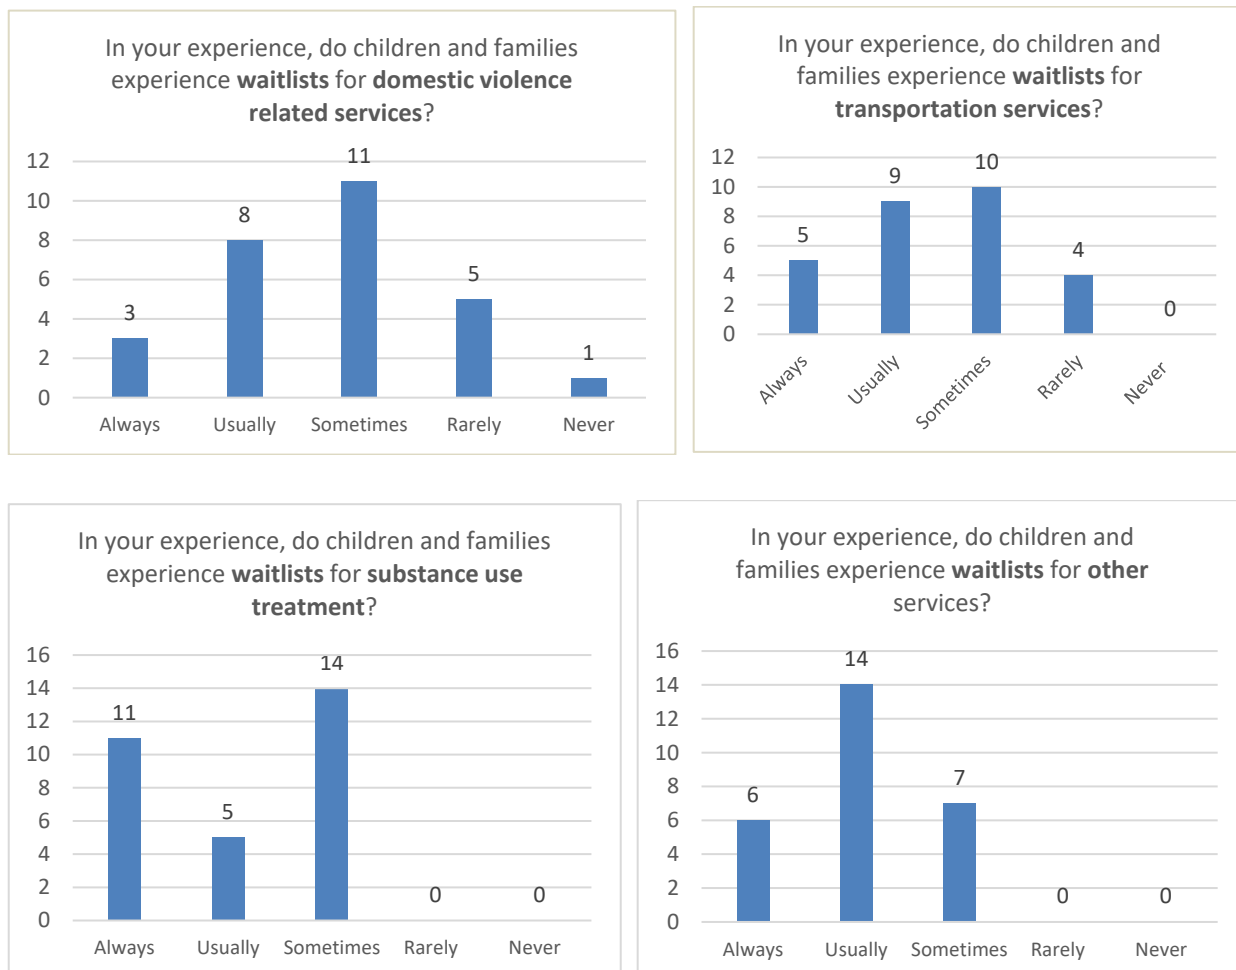 In your experience, do children and families
experience waitlists for domestic violence
related services?
12
10
8
6
4
2
0
3
8
11
5
1
Always
Usually
Sometimes
Rarely
Never
In your experience, do children and
families experience waitlists for
transportation services?
12
10
8
6
4
2
0
5
9
10
4
0
Always
Usually
Sometimes
Rarely
Never
In your experience, do children and families
experience waitlists for substance use
treatment?
16
14
12
10
8
6
4
2
0
11
5
14
0
0
Always
Usually
Sometimes
Rarely
Never
In your experience, do children and
families experience waitlists for other
services?
16
14
12
10
8
6
4
2
0
6
14
7
0
0
Always
Usually
Sometimes
Rarely
Never